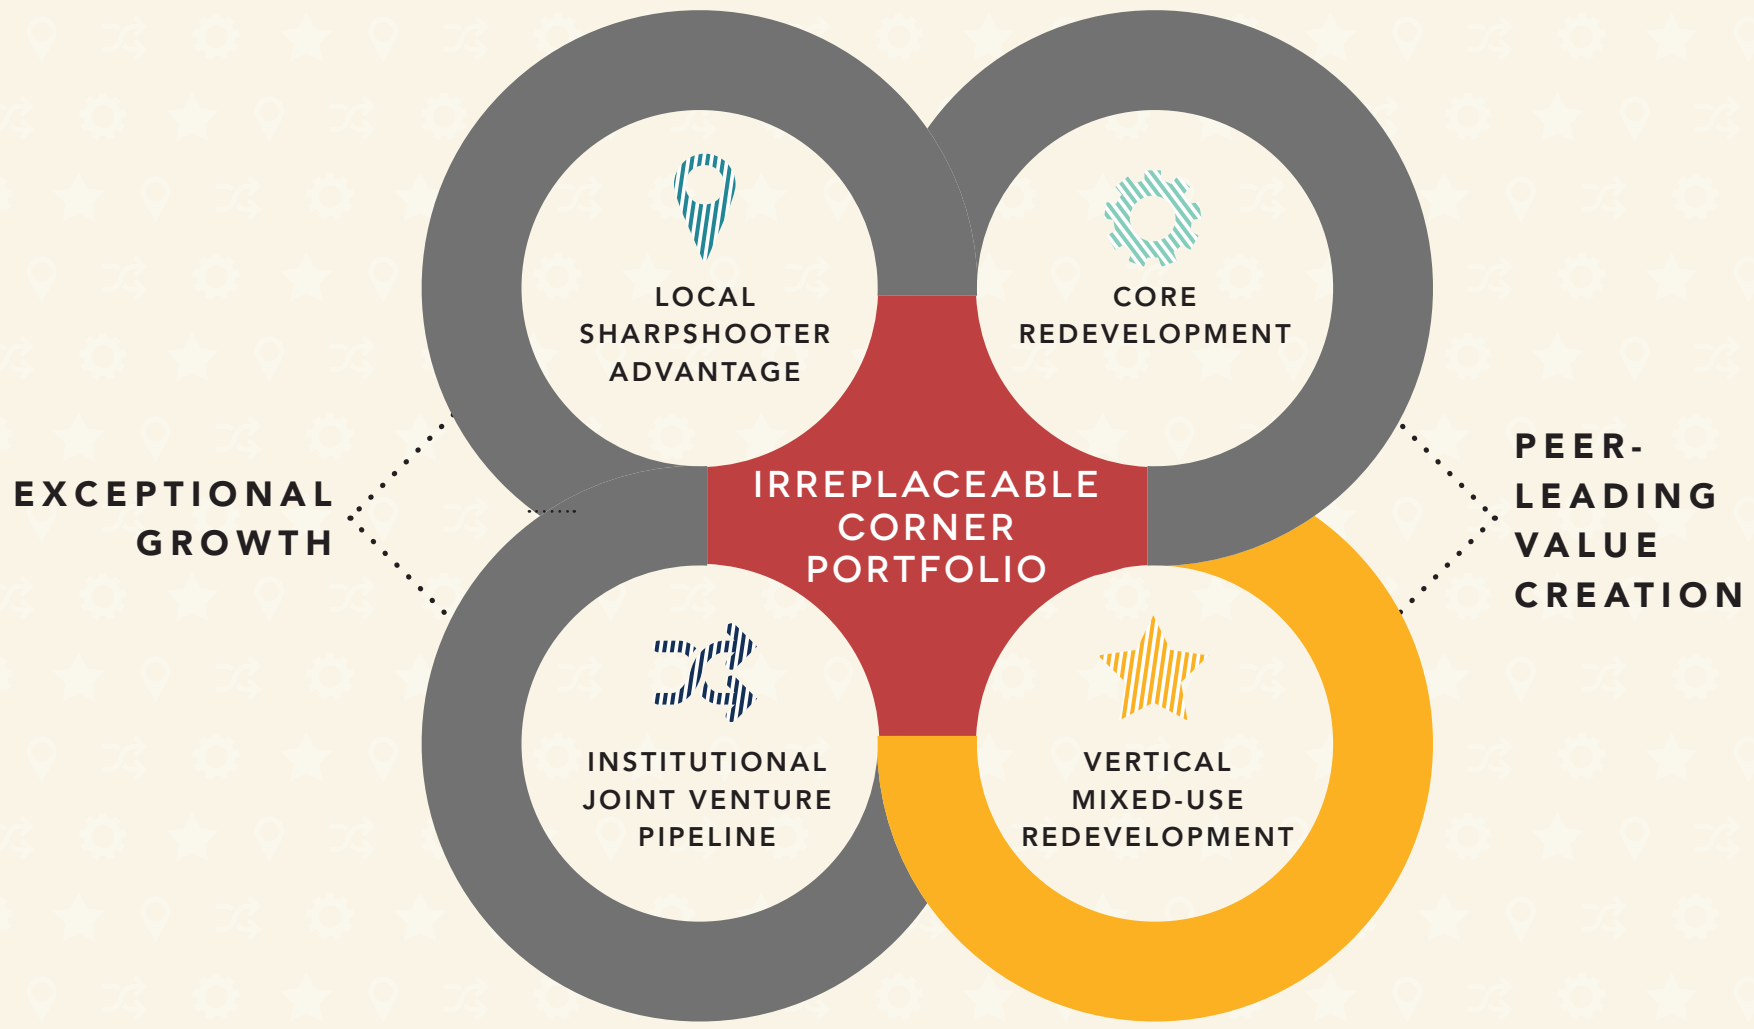 LOCAL
SHARPSHOOTER
ADVANTAGE
CORE
REDEVELOPMENT
EXCEPTIONAL
GROWTH
IRREPLACEABLE
CORNER
PORTFOLIO
PEER-
LEADING
VALUE
CREATION
INSTITUTIONAL
JOINT VENTURE
PIPELINE
VERTICAL
MIXED-USE
REDEVELOPMENT